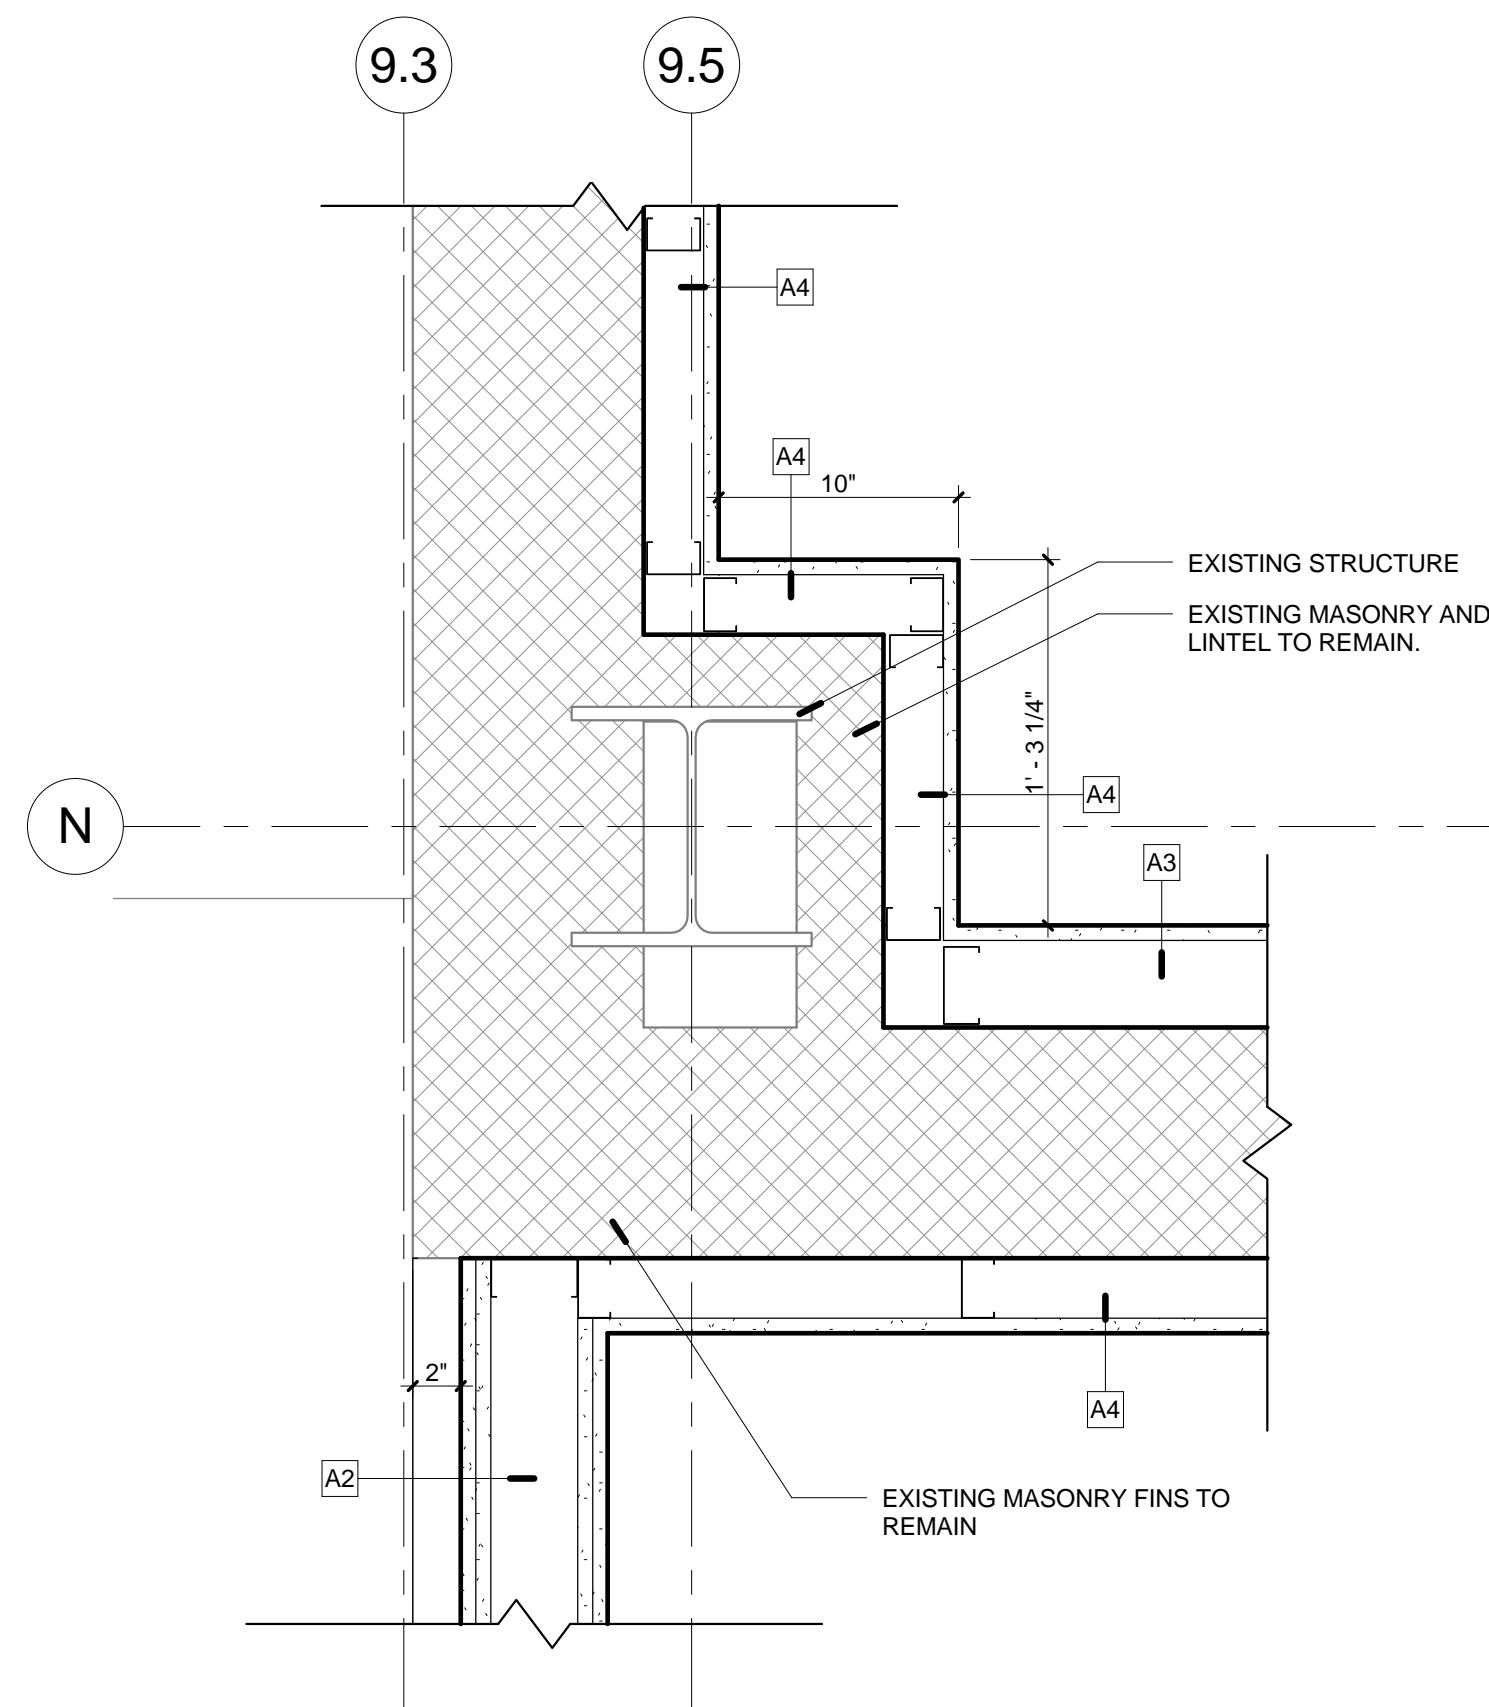 9.3
9.5
A4
A4
10"
EXISTING STRUCTURE
EXISTING MASONRY AND
LINTEL TO REMAIN.
1' - 3 1/4"
A4
N
A3
2"
A4
A2
EXISTING MASONRY FINS TO
REMAIN